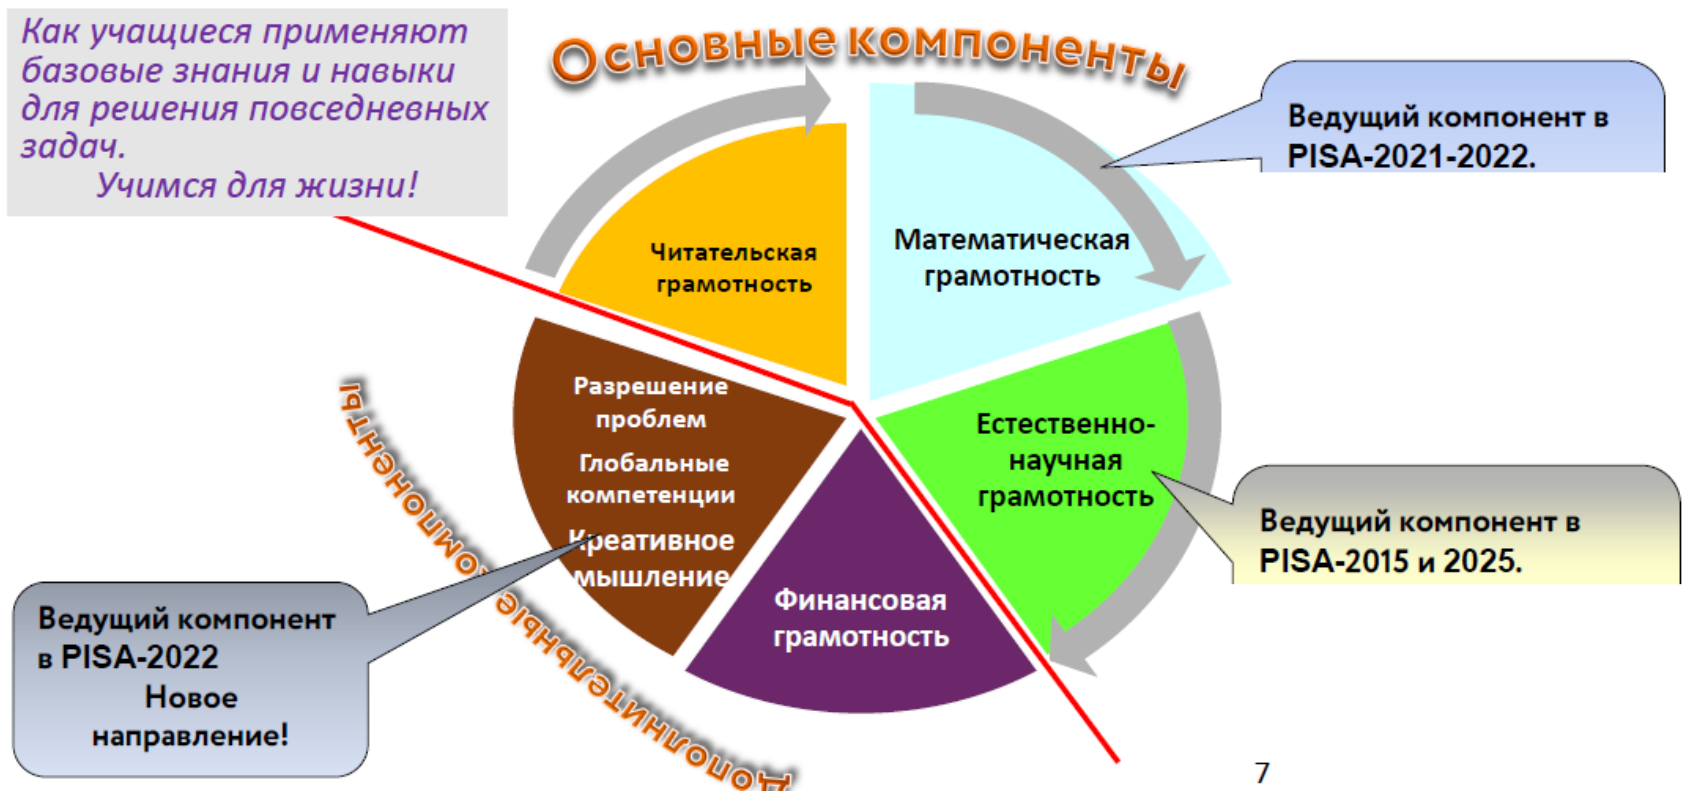 Как учащиеся применяют
базовые знания и навыки
для решения повседневных
задач.
Учимся для жизни!
Основные компоненты
Ведущий компонент в
PISA-2021-2022.
Читательская
грамотность
Математическая
грамотность
Разрешение
проблем
Глобальные
компетенции
Креативное
мышление
Естественно-
научная
грамотность
Ведущий компонент в
PISA-2015 и 2025.
Финансовая
грамотность
Дополнительные компоненты
Ведущий компонент
в PISA-2022
Новое
направление!
7